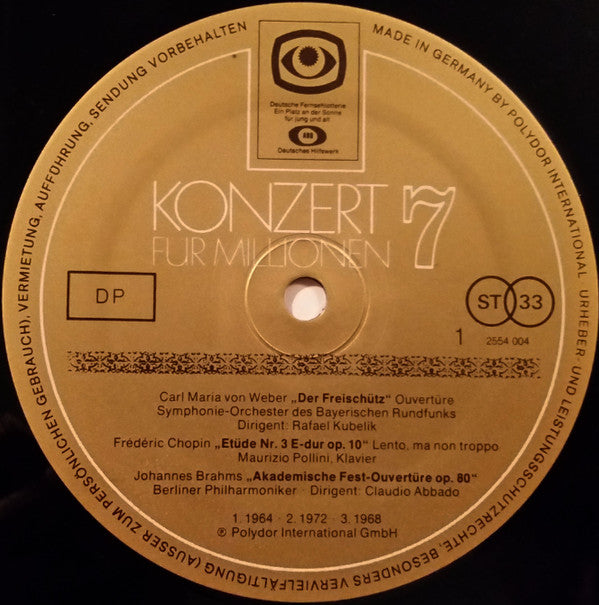 MADE IN GERMANY BY POLYDOR INTERNATIONAL · URHEBER- UND LEISTUNGSSCHUTZRECHTE, BESONDERS VERVIELFÄLTIGUNG (AUSSER ZUM PERSÖNLICHEN GEBRAUCH), VERMIETUNG, AUFFÜHRUNG, SENDUNG VORBEHALTEN
Deutsche Fernsehlotterie
Ein Platz an der Sonne
für jung und alt
ARD
Deutsches Hilfswerk
KONZERT 7
FÜR MILLIONEN
DP
ST 33
1 2554 004
Carl Maria von Weber „Der Freischütz“ Ouvertüre
Symphonie-Orchester des Bayerischen Rundfunks
Dirigent: Rafael Kubelik
Frédéric Chopin „Etüde Nr. 3 E-dur op. 10“ Lento, ma non troppo
Maurizio Pollini, Klavier
Johannes Brahms „Akademische Fest-Ouvertüre op. 80“
Berliner Philharmoniker · Dirigent: Claudio Abbado
1. 1964 · 2. 1972 · 3. 1968
℗ Polydor International GmbH